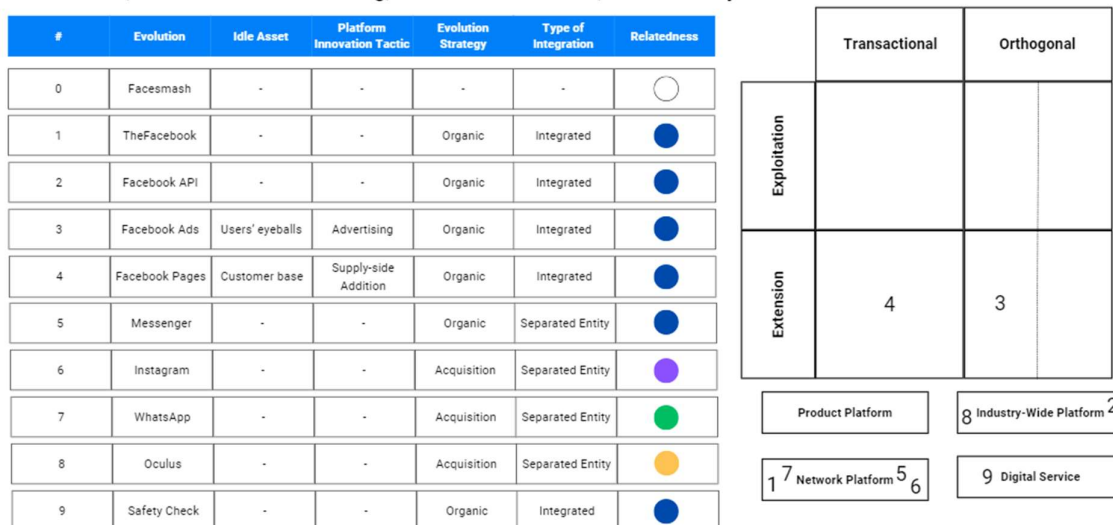 # Evolution Idle Asset Platform Innovation Tactic Evolution Strategy Type of Integration Relatedness
0 Facesmash - - - -
1 TheFacebook - - Organic Integrated
2 Facebook API - - Organic Integrated
3 Facebook Ads Users' eyeballs Advertising Organic Integrated
4 Facebook Pages Customer base Supply-side Addition Organic Integrated
5 Messenger - - Organic Separated Entity
6 Instagram - - Acquisition Separated Entity
7 WhatsApp - - Acquisition Separated Entity
8 Oculus - - Acquisition Separated Entity
9 Safety Check - - Organic Integrated
Transactional Orthogonal
Exploitation
Extension
4 3
Product Platform
8 Industry-Wide Platform 2
1 7 Network Platform 5 6
9 Digital Service